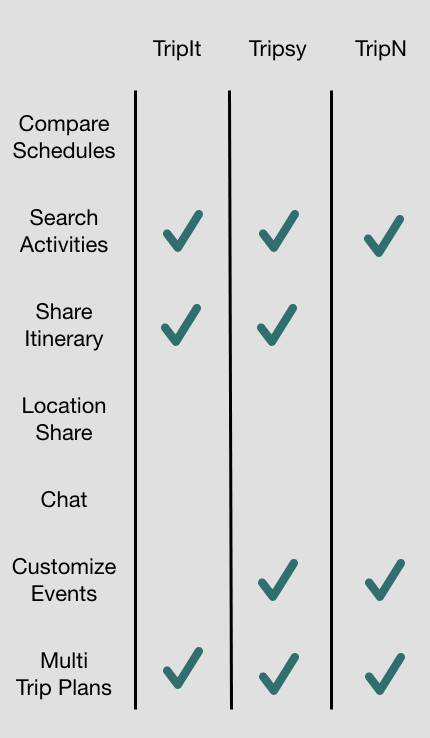 TripIt Tripsy TripN
Compare
Schedules
Search
Activities
Share
Itinerary
Location
Share
Chat
Customize
Events
Multi
Trip Plans